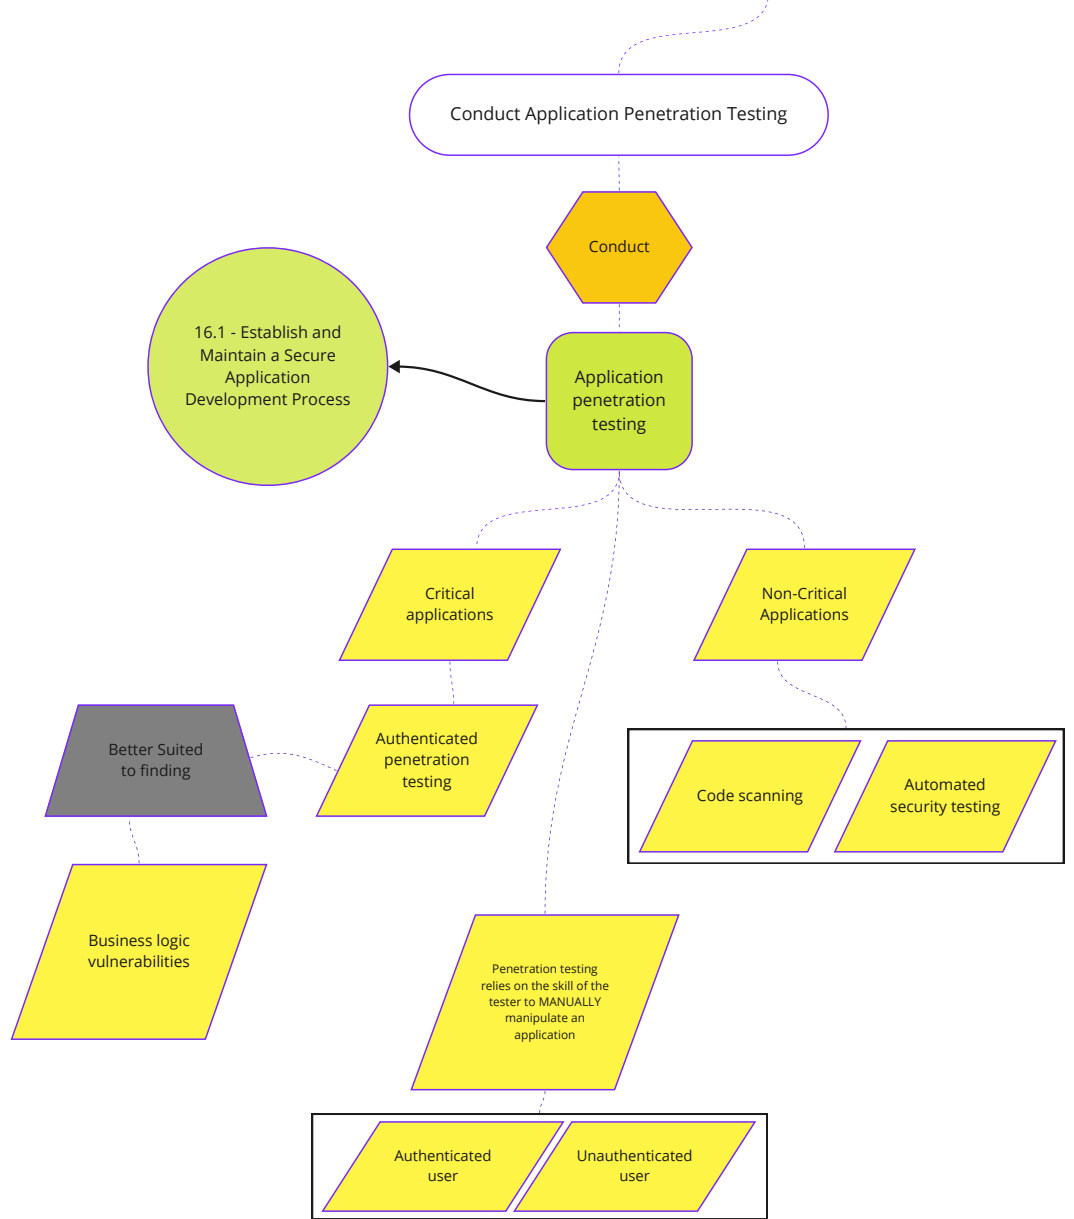 Conduct Application Penetration Testing
Conduct
16.1 - Establish and
Maintain a Secure
Application
Development Process
Application
penetration
testing
Critical
applications
Non-Critical
Applications
Better Suited
to finding
Authenticated
penetration
testing
Code scanning
Automated
security testing
Business logic
vulnerabilities
Penetration testing
relies on the skill of the
tester to MANUALLY
manipulate an
application
Authenticated
user
Unauthenticated
user